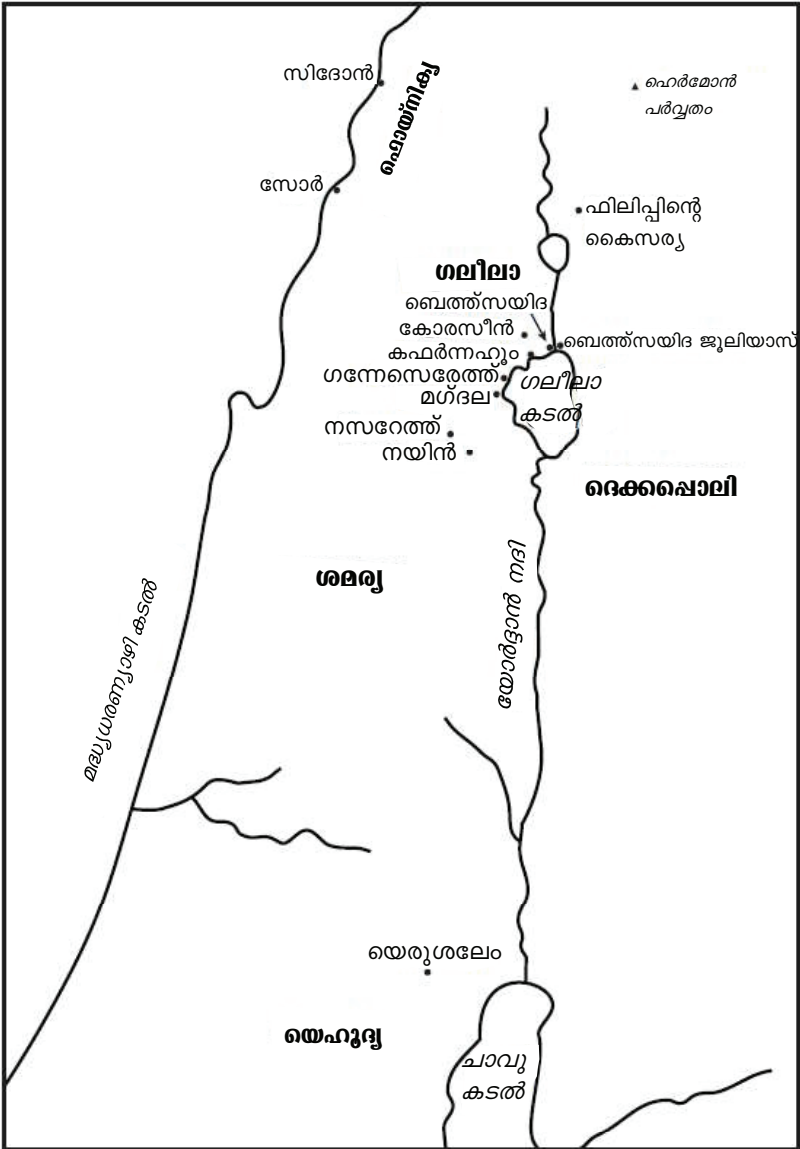 സിദോൻ
ഫൊയ്നിക്യ
ഹെർമോൻ
പർവ്വതം
സോർ
ഫിലിപ്പിന്റെ
കൈസര്യ
ഗലീലാ
ബെത്ത്സയിദ
കോരസീൻ
ബെത്ത്സയിദ ജൂലിയാസ്
കഫർന്നഹൂം
ഗന്നേസെരേത്ത്
ഗലീലാ
കടൽ
മഗ്ദല
നസറേത്ത്
നയിൻ
ദെക്കപ്പൊലി
ശമര്യ
യോർദ്ദാൻ നദി
മദ്ധ്യധരണ്യാഴി കടൽ
യെരുശലേം
യെഹൂദ്യ
ചാവു
കടൽ